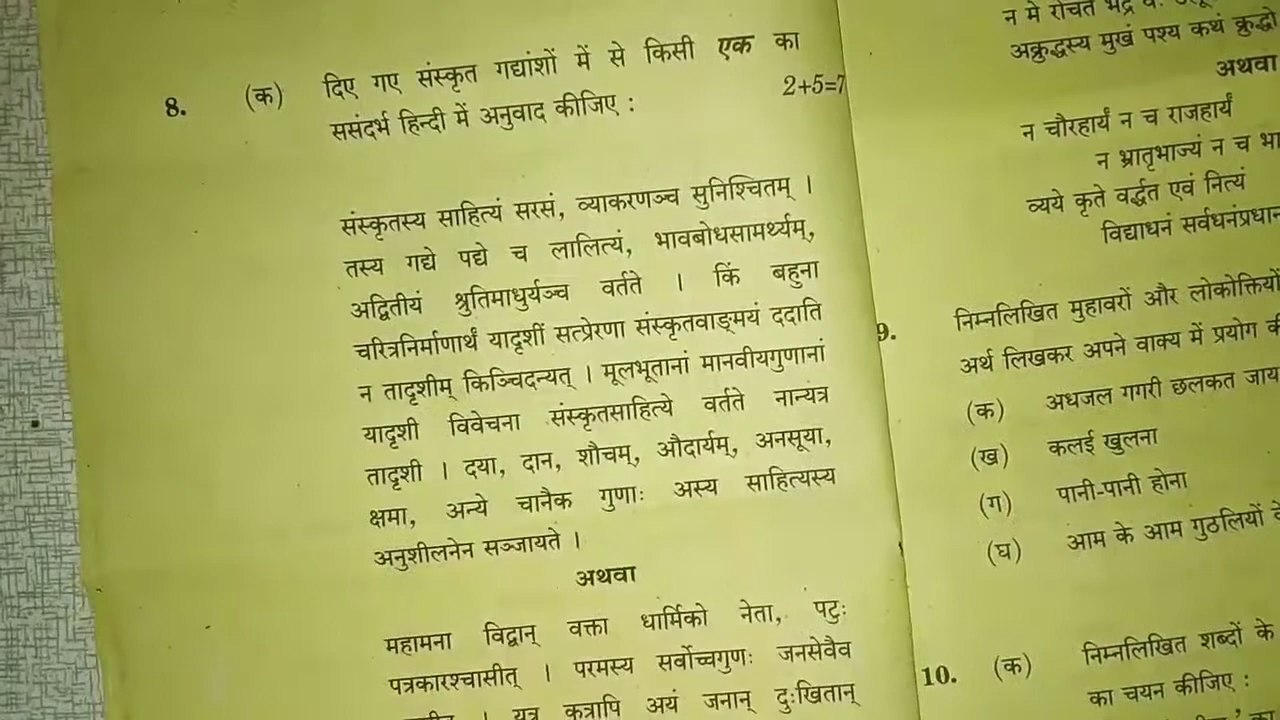 8. (क) दिए गए संस्कृत गद्यांशों में से किसी एक का
ससंदर्भ हिन्दी में अनुवाद कीजिए : 2+5=7
संस्कृतस्य साहित्यं सरसं, व्याकरणञ्च सुनिश्चितम् ।
तस्य गद्ये पद्ये च लालित्यं, भावबोधसामर्थ्यम्,
अद्वितीयं श्रुतिमाधुर्यञ्च वर्तते । किं बहुना
चरित्रनिर्माणार्थं यादृशीं सत्प्रेरणा संस्कृतवाङ्मयं ददाति
न तादृशीम् किञ्चिदन्यत् । मूलभूतानां मानवीयगुणानां
यादृशी विवेचना संस्कृतसाहित्ये वर्तते नान्यत्र
तादृशी । दया, दान, शौचम्, औदार्यम्, अनसूया,
क्षमा, अन्ये चानैक गुणाः अस्य साहित्यस्य
अनुशीलनेन सञ्जायते ।
अथवा
महामना विद्वान् वक्ता धार्मिको नेता, पटुः
पत्रकारश्चासीत् । परमस्य सर्वोच्चगुणः जनसेवैव
। यत्र कुत्रापि अयं जनान् दुःखितान्
न मे रोचते भद्रं वः
अक्रुद्धस्य मुखं पश्य कथं क्रुद्धो
अथवा
न चौरहार्यं न च राजहार्यं
न भ्रातृभाज्यं न च भा
व्यये कृते वर्द्धत एवं नित्यं
विद्याधनं सर्वधनंप्रधान
9. निम्नलिखित मुहावरों और लोकोक्तियों
अर्थ लिखकर अपने वाक्य में प्रयोग
(क) अधजल गगरी छलकत जाय
(ख) कलई खुलना
(ग) पानी-पानी होना
(घ) आम के आम गुठलियों
10. (क) निम्नलिखित शब्दों के
का चयन कीजिए :